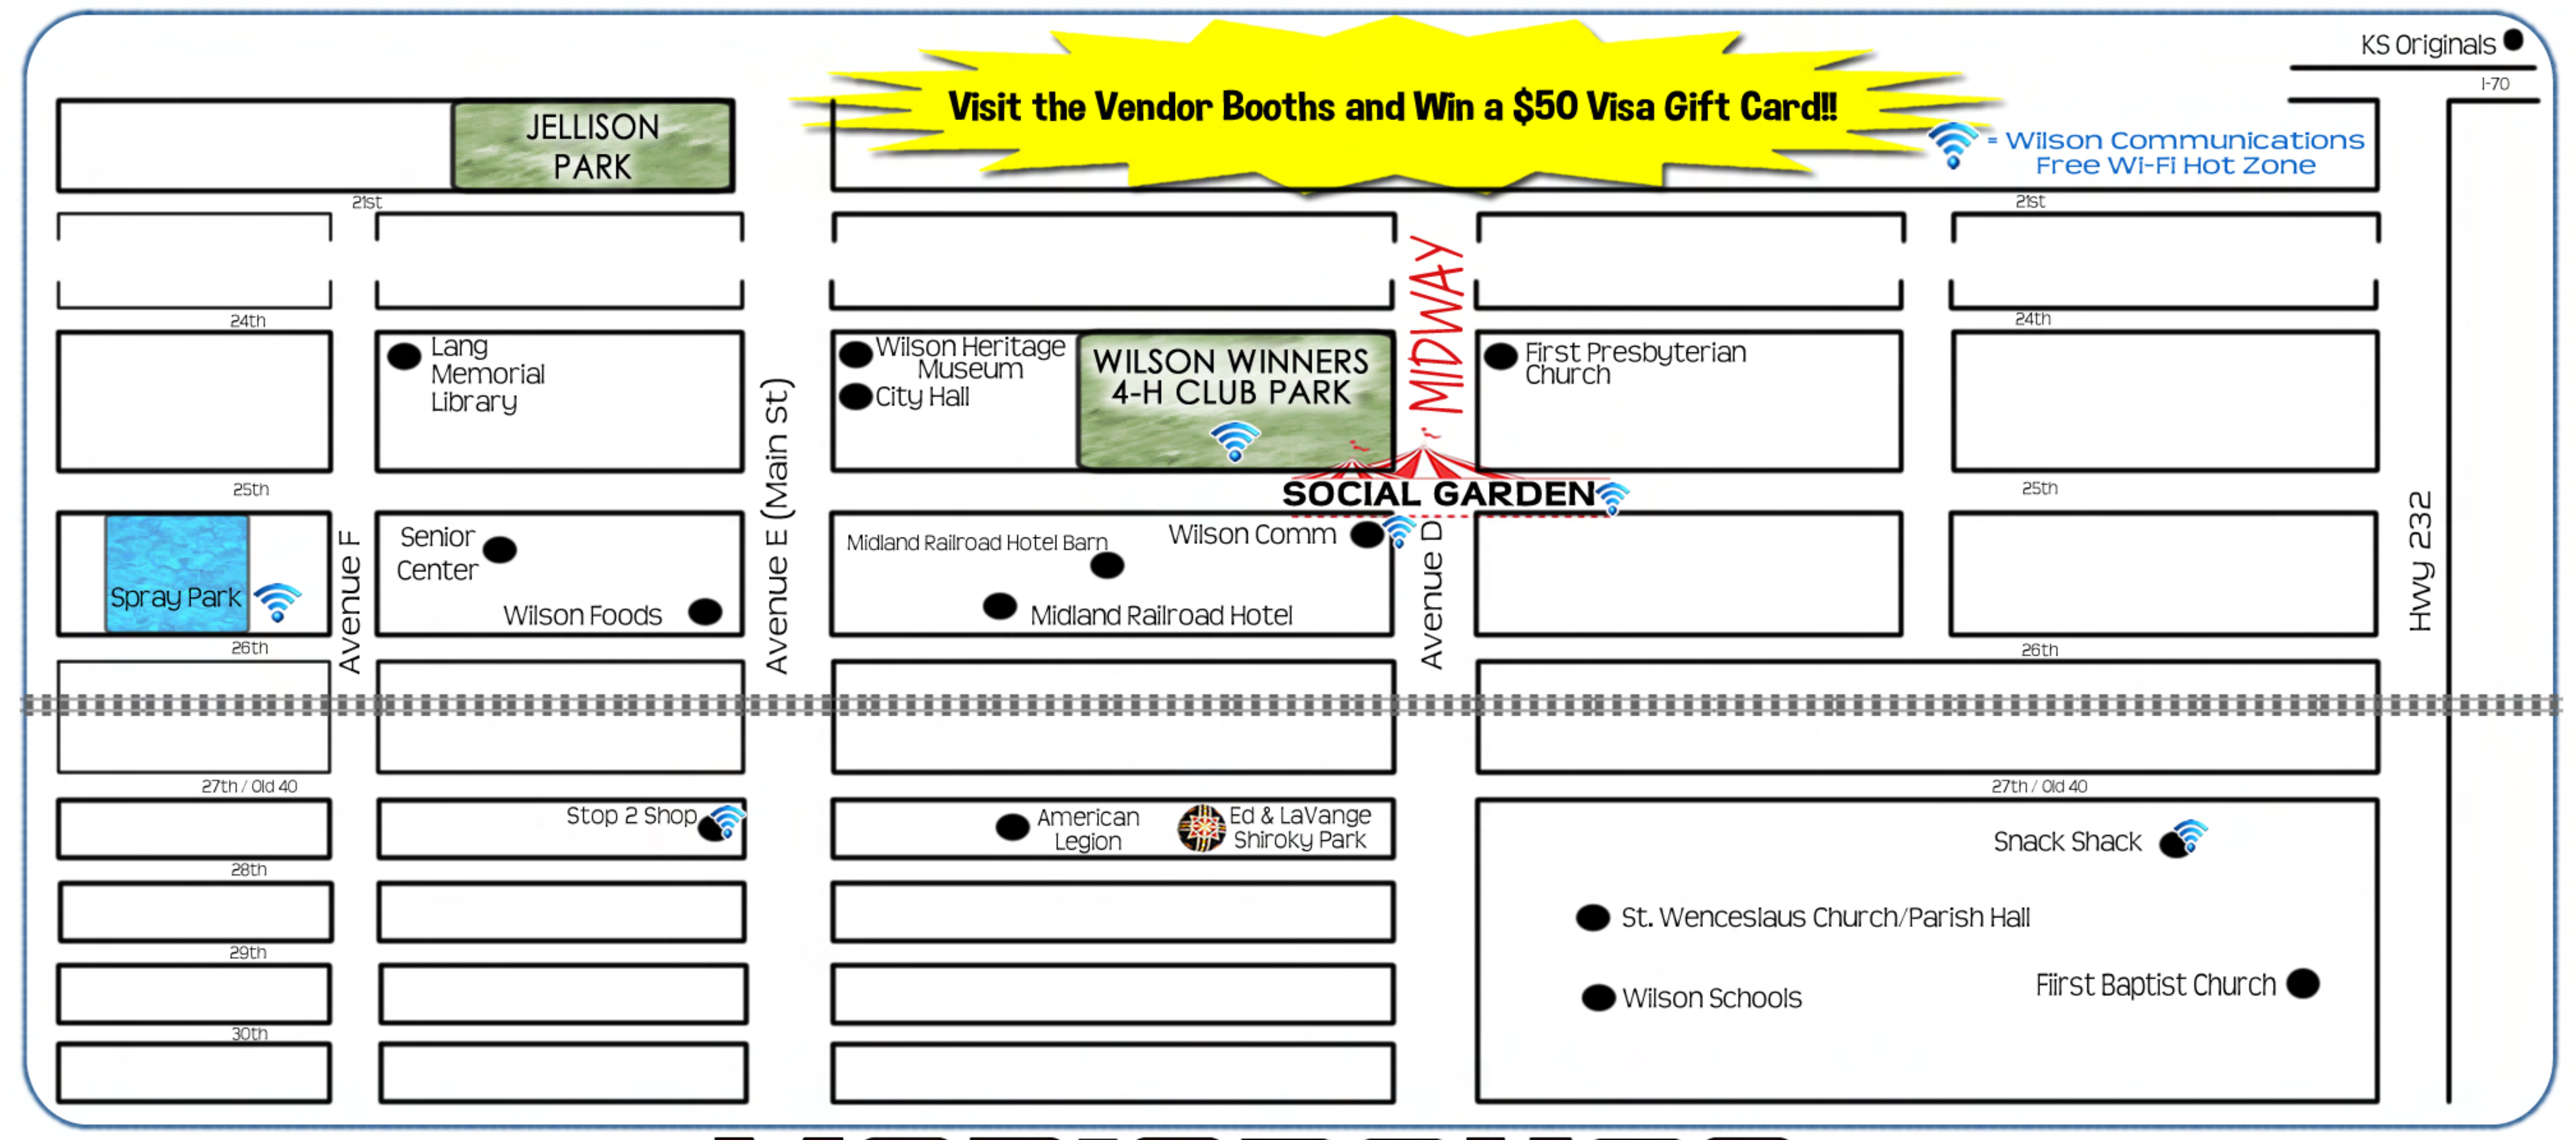 KS Originals
I-70
Visit the Vendor Booths and Win a $50 Visa Gift Card!!
= Wilson Communications
Free Wi-Fi Hot Zone
JELLISON
PARK
21st
21st
MIDWAY
24th
24th
Lang
Memorial
Library
Wilson Heritage
Museum
City Hall
WILSON WINNERS
4-H CLUB PARK
First Presbyterian
Church
Avenue E (Main St)
25th
SOCIAL GARDEN
25th
Hwy 232
Spray Park
Avenue F
Senior
Center
Wilson Foods
Midland Railroad Hotel Barn
Wilson Comm
Midland Railroad Hotel
Avenue D
26th
26th
27th / Old 40
27th / Old 40
Stop 2 Shop
American
Legion
Ed & LaVange
Shiroky Park
Snack Shack
28th
St. Wenceslaus Church/Parish Hall
29th
Fiirst Baptist Church
Wilson Schools
30th